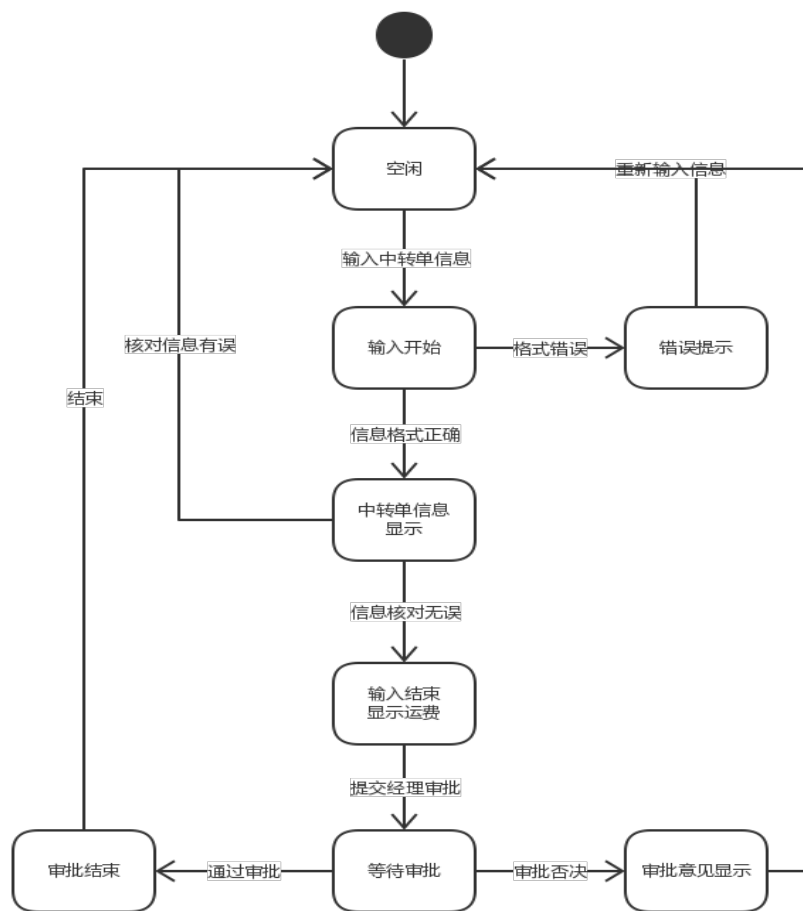 空闲
重新输入信息
输入中转单信息
核对信息有误
输入开始
格式错误
错误提示
结束
信息格式正确
中转单信息
显示
信息核对无误
输入结束
显示运费
提交经理审批
审批结束
通过审批
等待审批
审批否决
审批意见显示